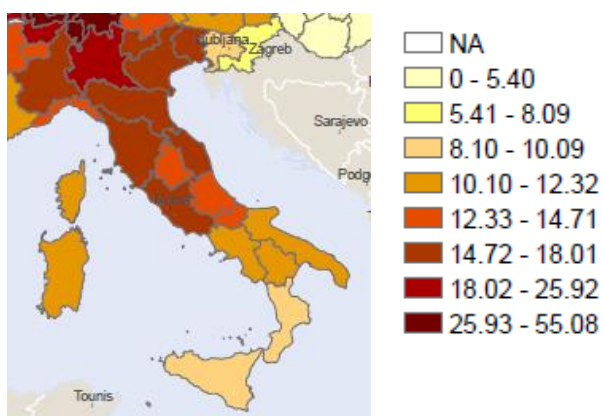 Ljubljana
Zagreb
Sarajevo
Podg
Tounis
NA
0 - 5.40
5.41 - 8.09
8.10 - 10.09
10.10 - 12.32
12.33 - 14.71
14.72 - 18.01
18.02 - 25.92
25.93 - 55.08